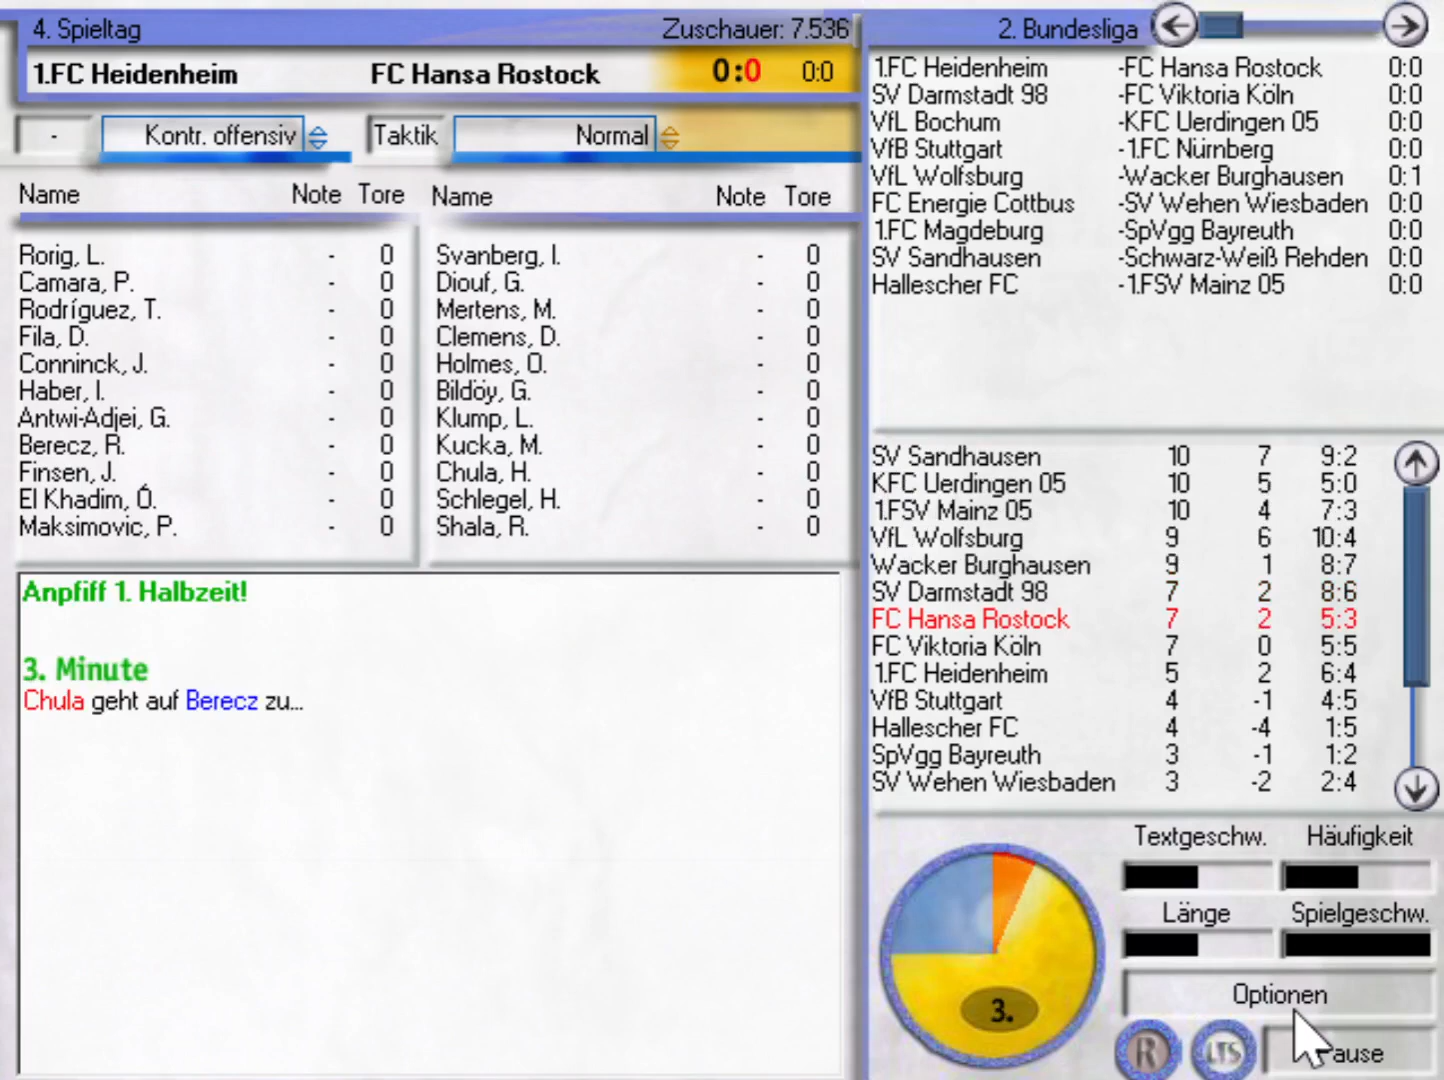 4. Spieltag Zuschauer: 7.536
1.FC Heidenheim FC Hansa Rostock 0:0 0:0
- Kontr. offensiv Taktik Normal
Name Note Tore Name Note Tore
Rorig, L. - 0 Svanberg, I. - 0
Camara, P. - 0 Diouf, G. - 0
Rodríguez, T. - 0 Mertens, M. - 0
Fila, D. - 0 Clemens, D. - 0
Conninck, J. - 0 Holmes, O. - 0
Haber, I. - 0 Bildöy, G. - 0
Antwi-Adjei, G. - 0 Klump, L. - 0
Berecz, R. - 0 Kucka, M. - 0
Finsen, J. - 0 Chula, H. - 0
El Khadim, Ó. - 0 Schlegel, H. - 0
Maksimovic, P. - 0 Shala, R. - 0
Anpfiff 1. Halbzeit!
3. Minute
Chula geht auf Berecz zu...
2. Bundesliga
1.FC Heidenheim -FC Hansa Rostock 0:0
SV Darmstadt 98 -FC Viktoria Köln 0:0
VfL Bochum -KFC Uerdingen 05 0:0
VfB Stuttgart -1.FC Nürnberg 0:0
VfL Wolfsburg -Wacker Burghausen 0:1
FC Energie Cottbus -SV Wehen Wiesbaden 0:0
1.FC Magdeburg -SpVgg Bayreuth 0:0
SV Sandhausen -Schwarz-Weiß Rehden 0:0
Hallescher FC -1.FSV Mainz 05 0:0
SV Sandhausen 10 7 9:2
KFC Uerdingen 05 10 5 5:0
1.FSV Mainz 05 10 4 7:3
VfL Wolfsburg 9 6 10:4
Wacker Burghausen 9 1 8:7
SV Darmstadt 98 7 2 8:6
FC Hansa Rostock 7 2 5:3
FC Viktoria Köln 7 0 5:5
1.FC Heidenheim 5 2 6:4
VfB Stuttgart 4 -1 4:5
Hallescher FC 4 -4 1:5
SpVgg Bayreuth 3 -1 1:2
SV Wehen Wiesbaden 3 -2 2:4
Textgeschw. Häufigkeit
Länge Spielgeschw.
3.
Optionen
R LTS ause